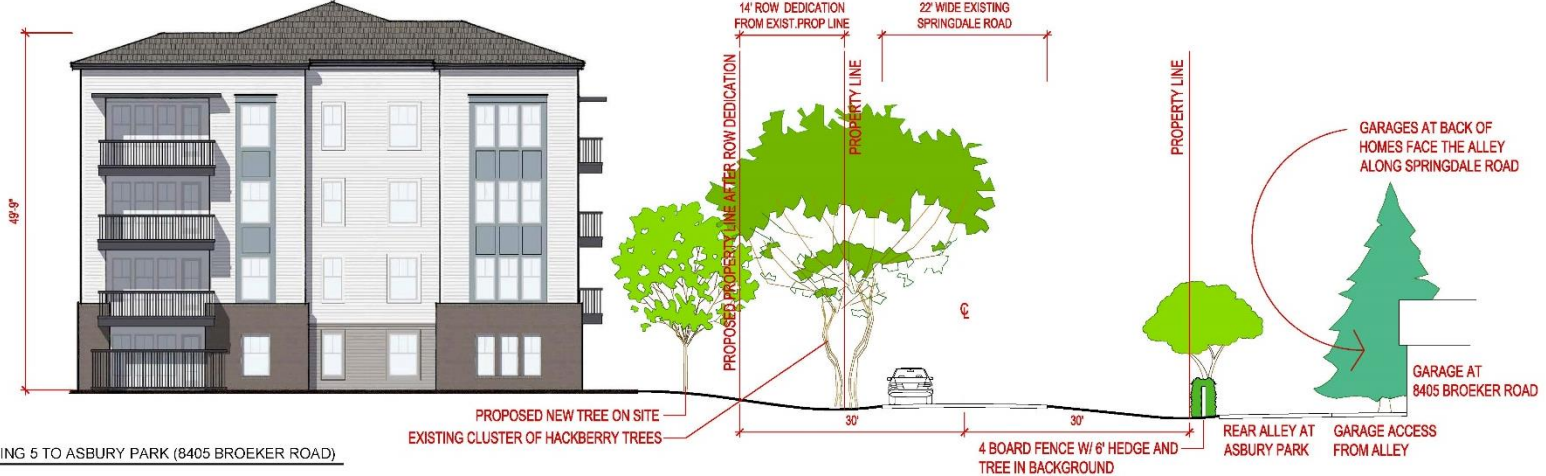 14' ROW DEDICATION
FROM EXIST.PROP LINE
22' WIDE EXISTING
SPRINGDALE ROAD
49'-9"
PROPOSED PROPERTY LINE AFTER ROW DEDICATION
PROPERTY LINE
PROPERTY LINE
GARAGES AT BACK OF
HOMES FACE THE ALLEY
ALONG SPRINGDALE ROAD
GARAGE AT
8405 BROEKER ROAD
PROPOSED NEW TREE ON SITE
EXISTING CLUSTER OF HACKBERRY TREES
30'
30'
4 BOARD FENCE W/ 6' HEDGE AND
TREE IN BACKGROUND
REAR ALLEY AT
ASBURY PARK
GARAGE ACCESS
FROM ALLEY
ING 5 TO ASBURY PARK (8405 BROEKER ROAD)